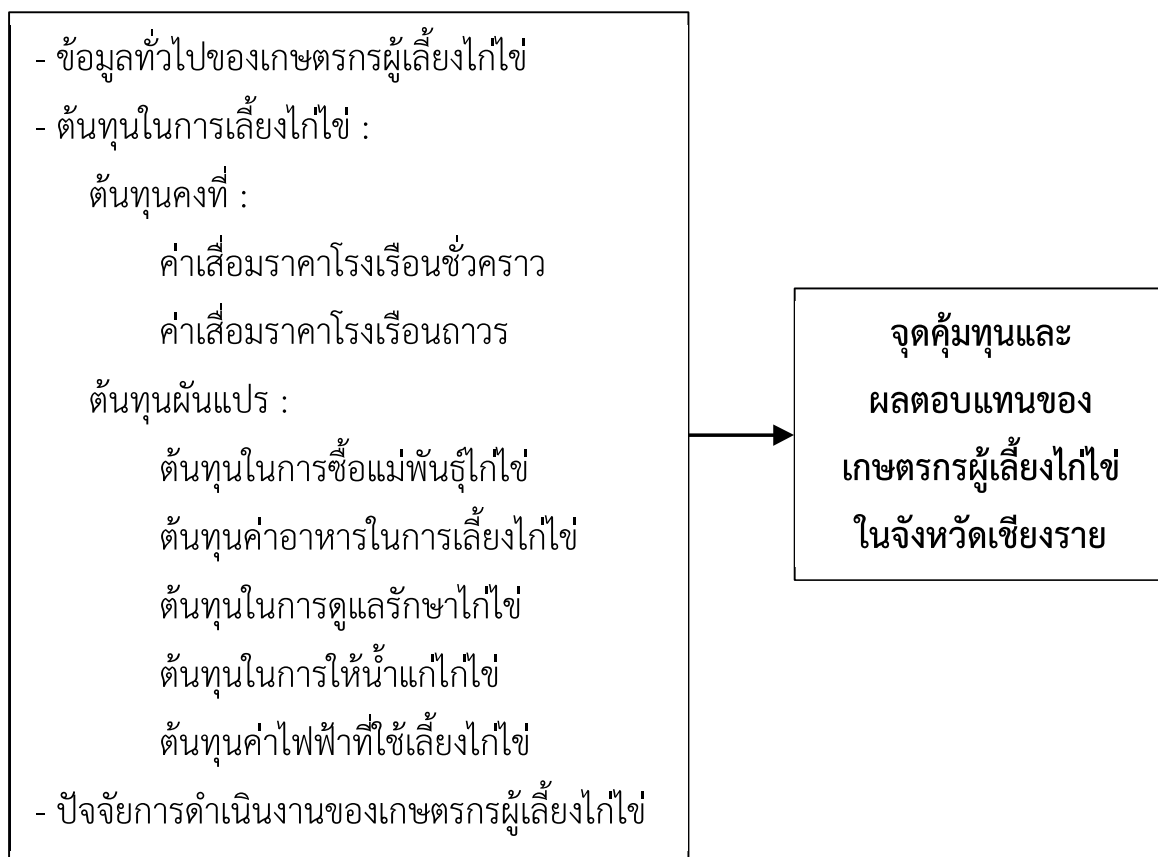 - ข้อมูลทั่วไปของเกษตรกรผู้เลี้ยงไก่ไข่
- ต้นทุนในการเลี้ยงไก่ไข่ :
ต้นทุนคงที่ :
ค่าเสื่อมราคาโรงเรือนชั่วคราว
ค่าเสื่อมราคาโรงเรือนถาวร
ต้นทุนผันแปร :
ต้นทุนในการซื้อแม่พันธุ์ไก่ไข่
ต้นทุนค่าอาหารในการเลี้ยงไก่ไข่
ต้นทุนในการดูแลรักษาไก่ไข่
ต้นทุนในการให้น้ำแก่ไก่ไข่
ต้นทุนค่าไฟฟ้าที่ใช้เลี้ยงไก่ไข่
- ปัจจัยการดำเนินงานของเกษตรกรผู้เลี้ยงไก่ไข่
จุดคุ้มทุนและ
ผลตอบแทนของ
เกษตรกรผู้เลี้ยงไก่ไข่
ในจังหวัดเชียงราย